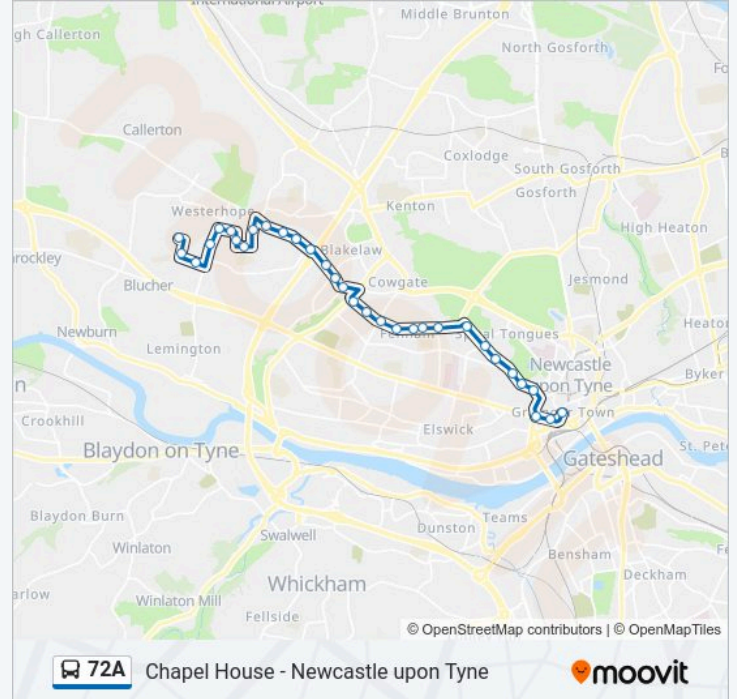 International Airport
Middle Brunton
gh Callerton
North Gosforth
Callerton
Coxlodge
South Gosforth
Gosforth
Westerhope
Kenton
High Heaton
Blakelaw
rockley
Blucher
Cowgate
Jesmond
Newburn
Fenham
Spital Tongues
Heato
Lemington
Newcastle
upon Tyne
Byker
n
Grainger Town
Crookhill
Elswick
St. Pete
Blaydon on Tyne
Gateshead
Blaydon Burn
Teams
Dunston
Swalwell
Winlaton
Bensham
Deckham
Whickham
arlow
Winlaton Mill
Fellside
© OpenStreetMap contributors | © OpenMapTiles
72A Chapel House - Newcastle upon Tyne
moovit